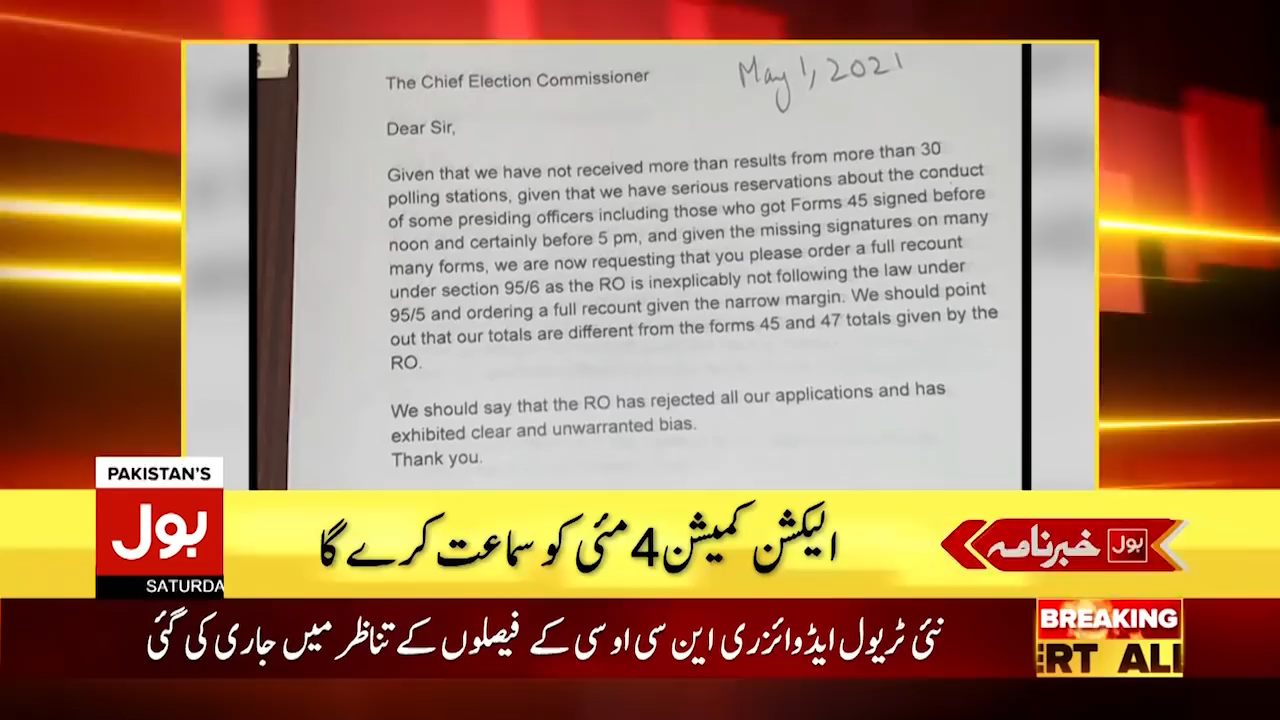 The Chief Election Commissioner
May 1, 2021
Dear Sir,
Given that we have not received more than results from more than 30
polling stations, given that we have serious reservations about the conduct
of some presiding officers including those who got Forms 45 signed before
noon and certainly before 5 pm, and given the missing signatures on many
many forms, we are now requesting that you please order a full recount
under section 95/6 as the RO is inexplicably not following the law under
95/5 and ordering a full recount given the narrow margin. We should point
out that our totals are different from the forms 45 and 47 totals given by the
RO.
We should say that the RO has rejected all our applications and has
exhibited clear and unwarranted bias.
Thank you.
PAKISTAN'S
بول
SATURDA
الیکشن کمیشن 4 مئی کو سماعت کرے گا
خبرنامہ بول
نئی ٹریول ایڈوائزری این سی او سی کے فیصلوں کے تناظر میں جاری کی گئی
BREAKING
ERT ALE